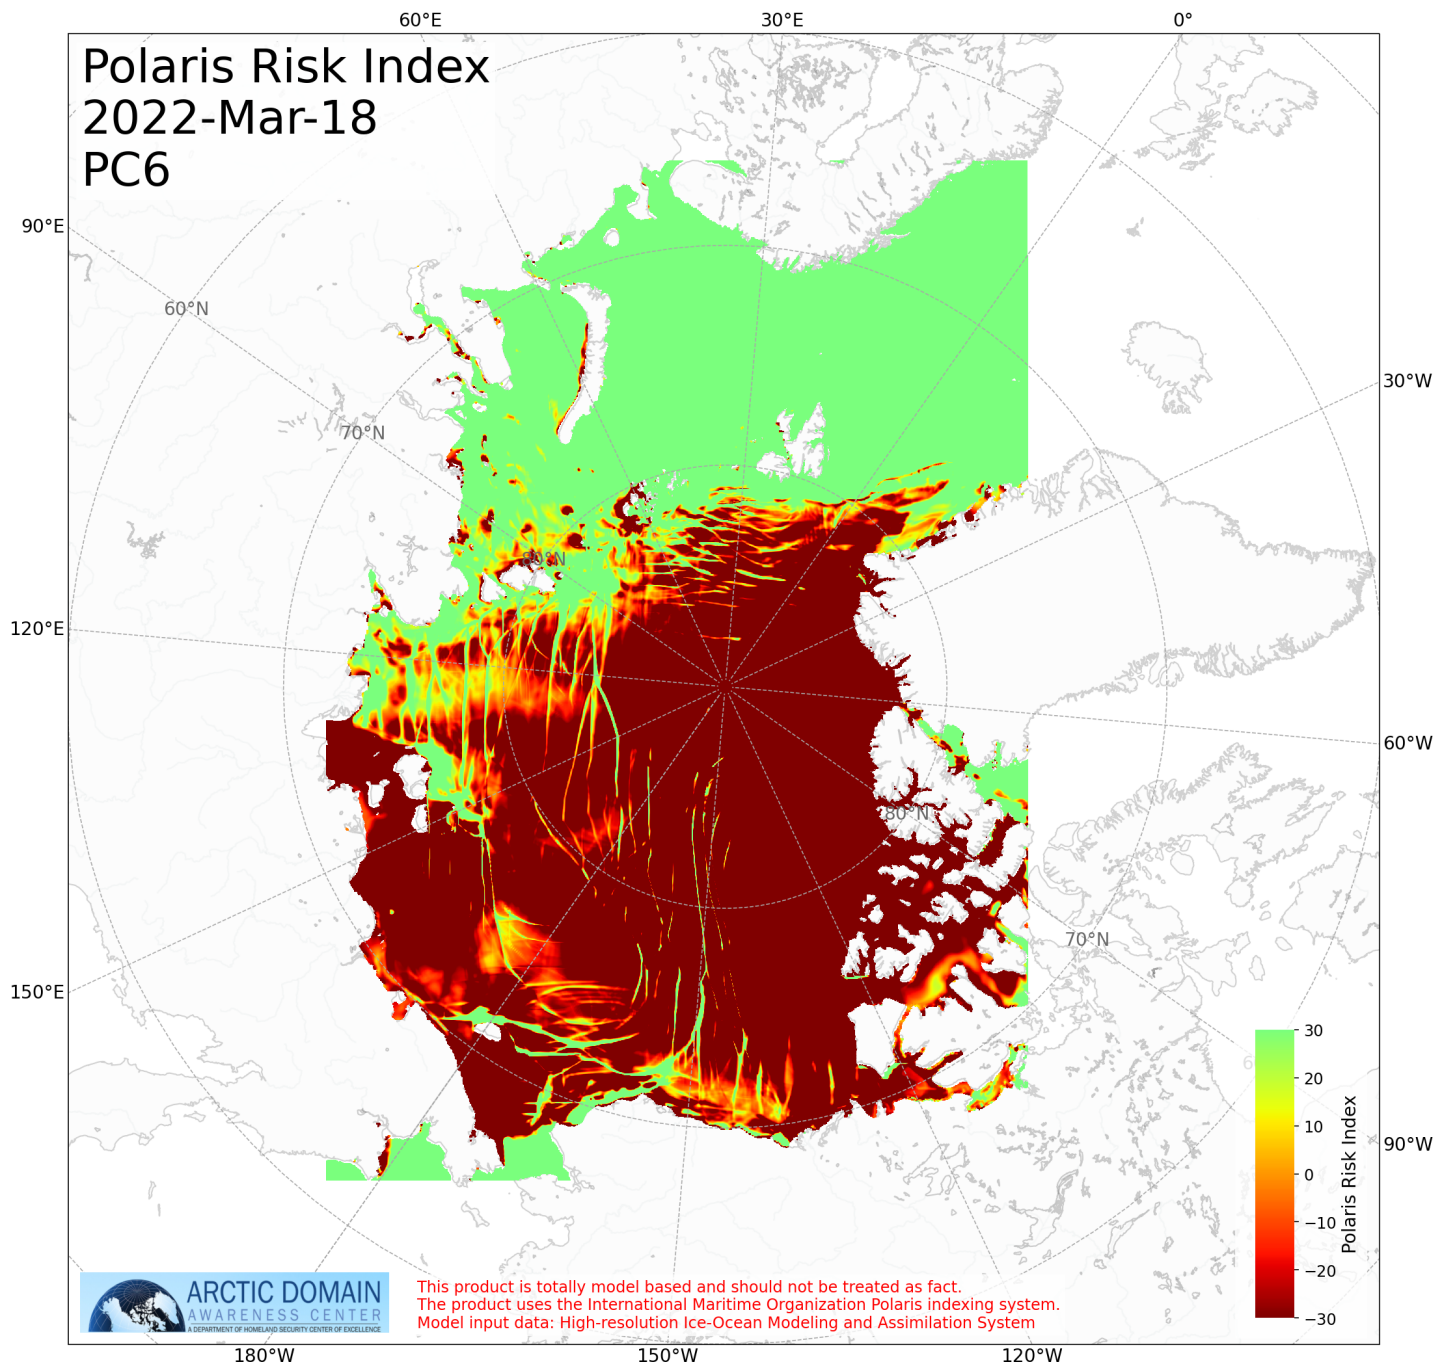 60°E
30°E
0°
Polaris Risk Index
2022-Mar-18
PC6
90°E
60°N
30°W
70°N
80°N
120°E
60°W
80°N
70°N
150°E
30
20
10
0
−10
−20
−30
Polaris Risk Index
90°W
ARCTIC DOMAIN
AWARENESS CENTER
A DEPARTMENT OF HOMELAND SECURITY CENTER OF EXCELLENCE
This product is totally model based and should not be treated as fact.
The product uses the International Maritime Organization Polaris indexing system.
Model input data: High-resolution Ice-Ocean Modeling and Assimilation System
180°W
150°W
120°W